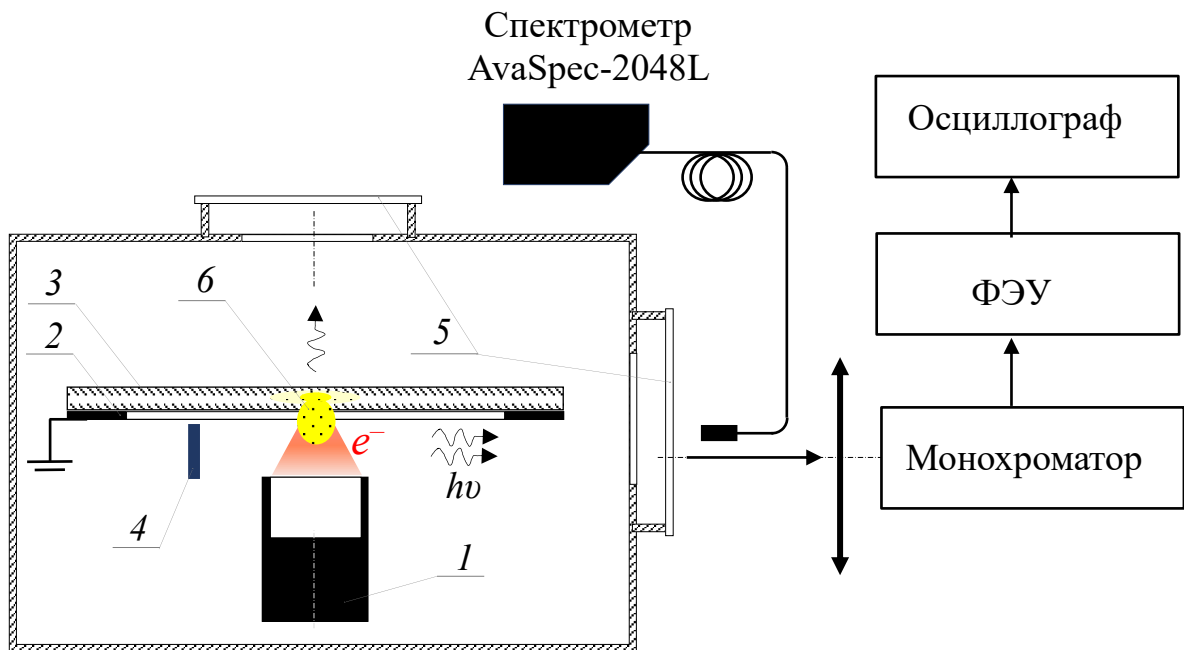 Спектрометр
AvaSpec-2048L
Осциллограф
ФЭУ
Монохроматор
3
6
2
5
e⁻
hυ
4
1